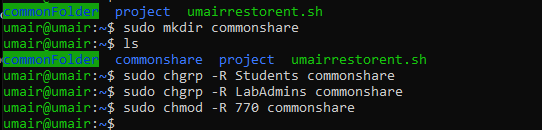 commonFolder project umairrestorent.sh
umair@umair:~$ sudo mkdir commonshare
umair@umair:~$ ls
commonFolder commonshare project umairrestorent.sh
umair@umair:~$ sudo chgrp -R Students commonshare
umair@umair:~$ sudo chgrp -R LabAdmins commonshare
umair@umair:~$ sudo chmod -R 770 commonshare
umair@umair:~$